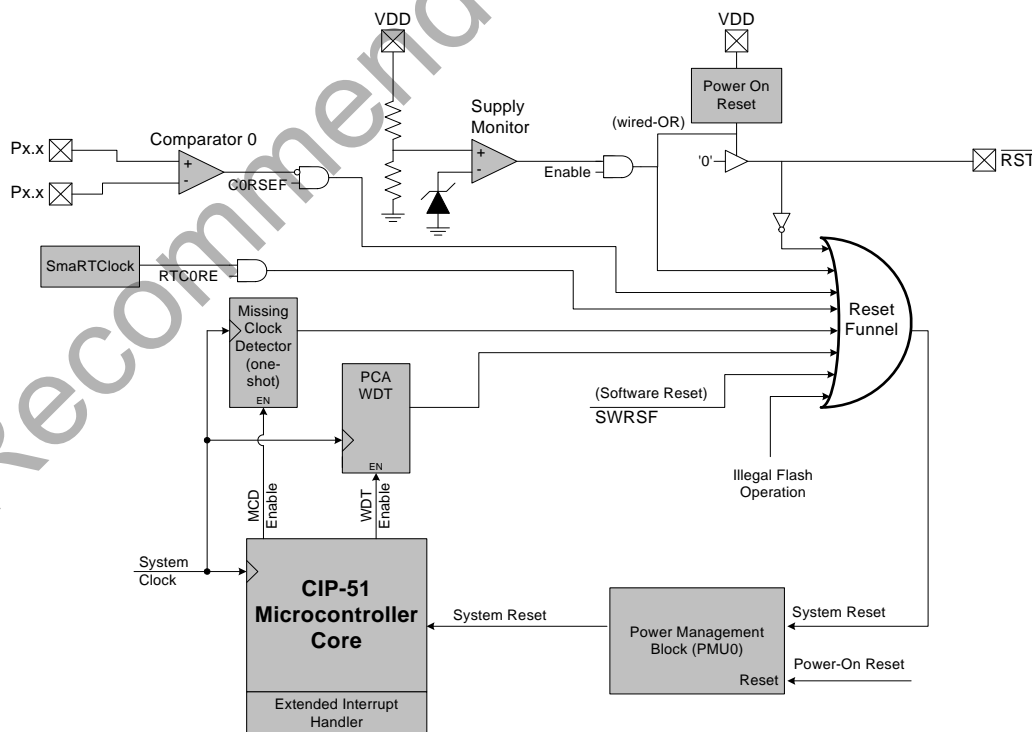 VDD
VDD
Power On
Reset
Supply
Monitor
(wired-OR)
Comparator 0
Px.x
Px.x
+
-
+
-
'0'
RST
Enable
C0RSEF
SmaRTClock
RTC0RE
Missing
Clock
Detector
(one-
shot)
EN
Reset
Funnel
PCA
WDT
EN
(Software Reset)
SWRSF
Illegal Flash
Operation
MCD
Enable
WDT
Enable
System
Clock
CIP-51
Microcontroller
Core
System Reset
Power Management
Block (PMU0)
Reset
System Reset
Power-On Reset
Extended Interrupt
Handler
Recommend